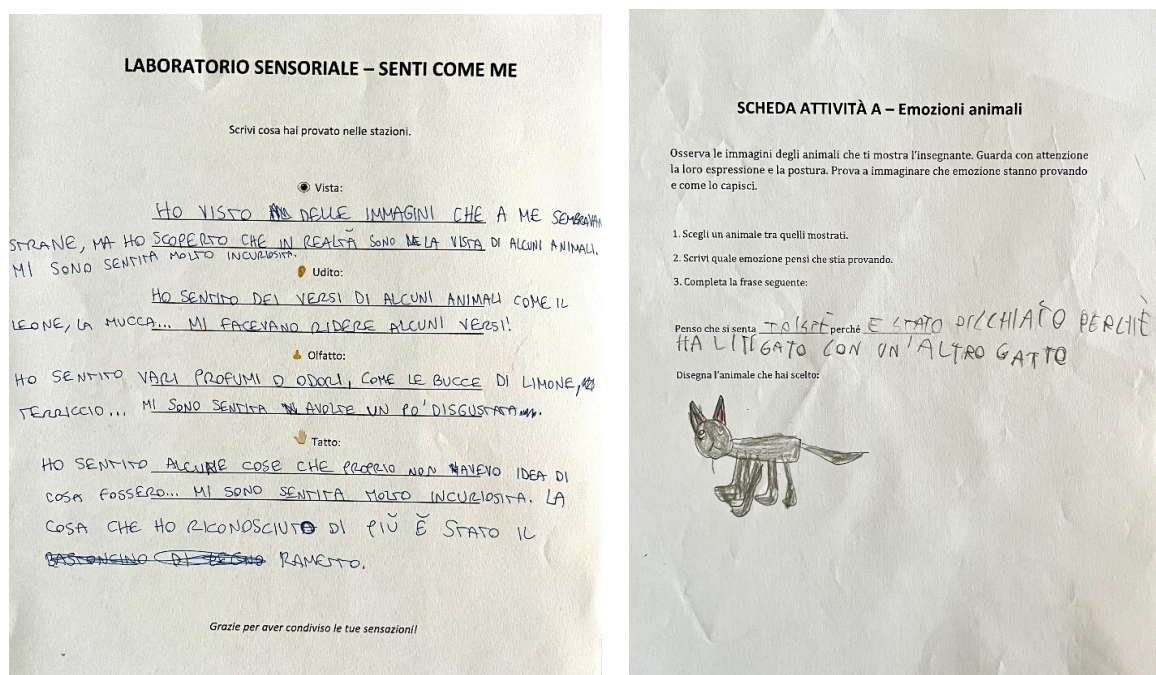 LABORATORIO SENSORIALE – SENTI COME ME
Scrivi cosa hai provato nelle stazioni.
Vista:
HO VISTO DELLE IMMAGINI CHE A ME SEMBRAVAN
STRANE, MA HO SCOPERTO CHE IN REALTÀ SONO LA VISTA DI ALCUNI ANIMALI.
MI SONO SENTITA MOLTO INCURIOSITA.
Udito:
HO SENTITO DEI VERSI DI ALCUNI ANIMALI COME IL
LEONE, LA MUCCA... MI FACEVANO RIDERE ALCUNI VERSI!
Olfatto:
HO SENTITO VARI PROFUMI O ODORI, COME LE BUCCE DI LIMONE,
TERRICCIO... MI SONO SENTITA AVOLTE UN PO' DISGUSTATA.
Tatto:
HO SENTITO ALCUNE COSE CHE PROPRIO NON AVEVO IDEA DI
COSA FOSSERO... MI SONO SENTITA MOLTO INCURIOSITA. LA
COSA CHE HO RICONOSCIUTO DI PIÙ È STATO IL
RAMETTO.
Grazie per aver condiviso le tue sensazioni!
SCHEDA ATTIVITÀ A – Emozioni animali
Osserva le immagini degli animali che ti mostra l'insegnante. Guarda con attenzione
la loro espressione e la postura. Prova a immaginare che emozione stanno provando
e come lo capisci.
1. Scegli un animale tra quelli mostrati.
2. Scrivi quale emozione pensi che stia provando.
3. Completa la frase seguente:
Penso che si senta perché E STATO PICCHIATO PERCHÈ
HA LITIGATO CON UN'ALTRO GATTO
Disegna l'animale che hai scelto: